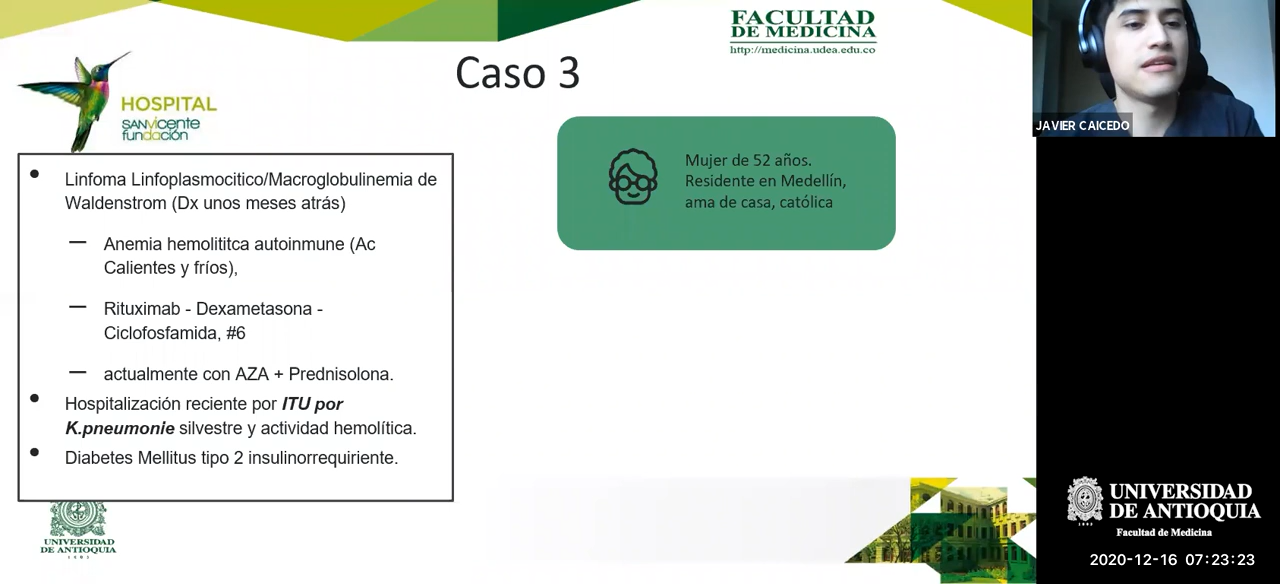 FACULTAD
DE MEDICINA
http://medicina.udea.edu.co
Caso 3
HOSPITAL
SANVICENTE
fundación
JAVIER CAICEDO
Mujer de 52 años.
Residente en Medellín,
ama de casa, católica
• Linfoma Linfoplasmocitico/Macroglobulinemia de
Waldenstrom (Dx unos meses atrás)
— Anemia hemolititca autoinmune (Ac
Calientes y fríos),
— Rituximab - Dexametasona -
Ciclofosfamida, #6
— actualmente con AZA + Prednisolona.
• Hospitalización reciente por ITU por
K.pneumonie silvestre y actividad hemolítica.
• Diabetes Mellitus tipo 2 insulinorrequiriente.
UNIVERSIDAD
DE ANTIOQUIA
1803
UNIVERSIDAD
DE ANTIOQUIA
Facultad de Medicina
1803
2020-12-16 07:23:23